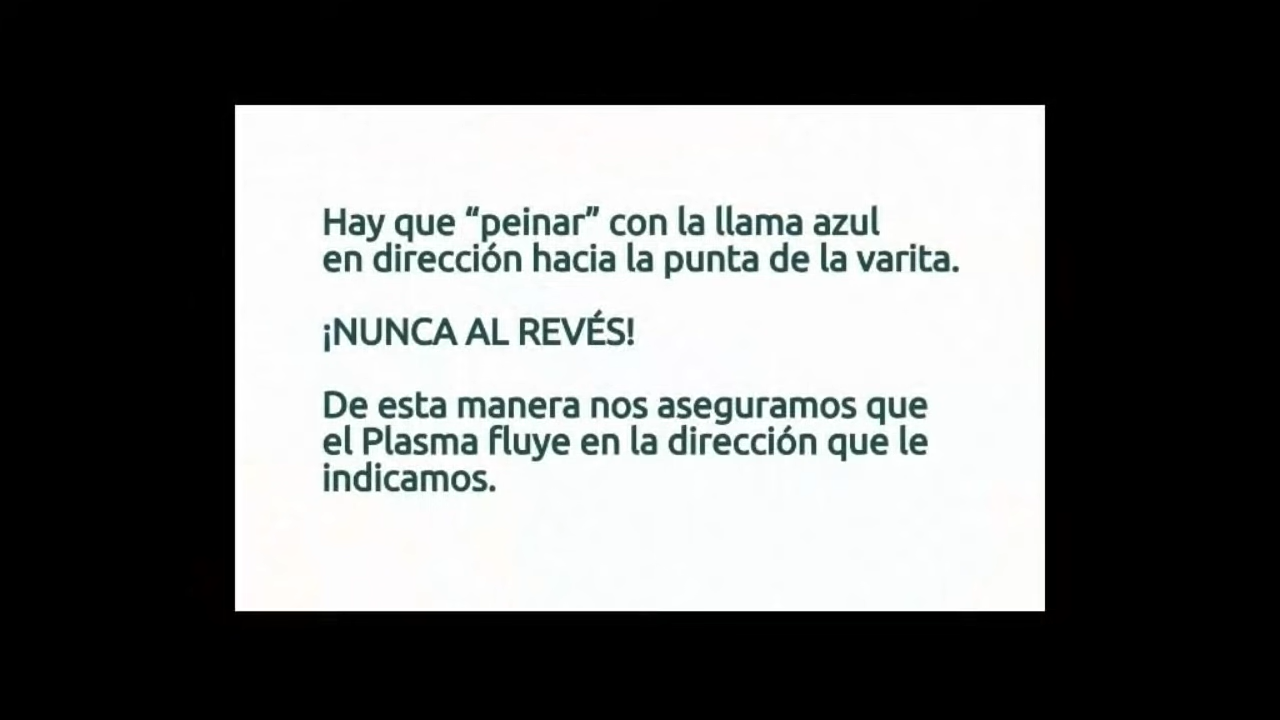 Hay que “peinar” con la llama azul
en dirección hacia la punta de la varita.
¡NUNCA AL REVÉS!
De esta manera nos aseguramos que
el Plasma fluye en la dirección que le
indicamos.